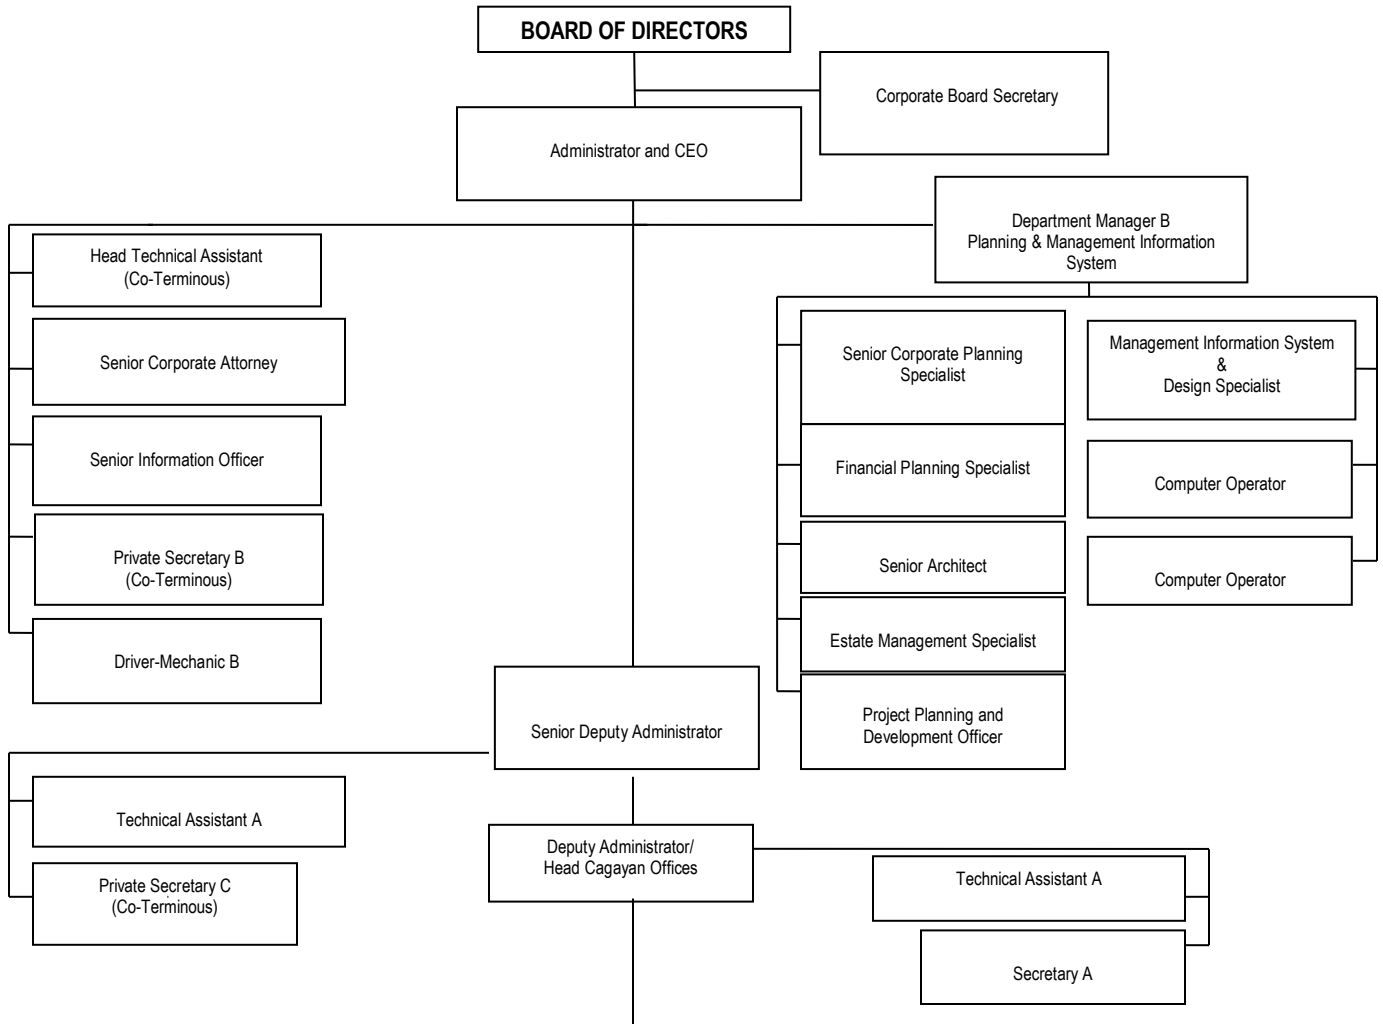 BOARD OF DIRECTORS
Corporate Board Secretary
Administrator and CEO
Department Manager B
Planning & Management Information
System
Head Technical Assistant
(Co-Terminous)
Senior Corporate Attorney
Senior Information Officer
Private Secretary B
(Co-Terminous)
Driver-Mechanic B
Senior Corporate Planning
Specialist
Financial Planning Specialist
Senior Architect
Estate Management Specialist
Project Planning and
Development Officer
Management Information System
&
Design Specialist
Computer Operator
Computer Operator
Senior Deputy Administrator
Technical Assistant A
Private Secretary C
(Co-Terminous)
Deputy Administrator/
Head Cagayan Offices
Technical Assistant A
Secretary A